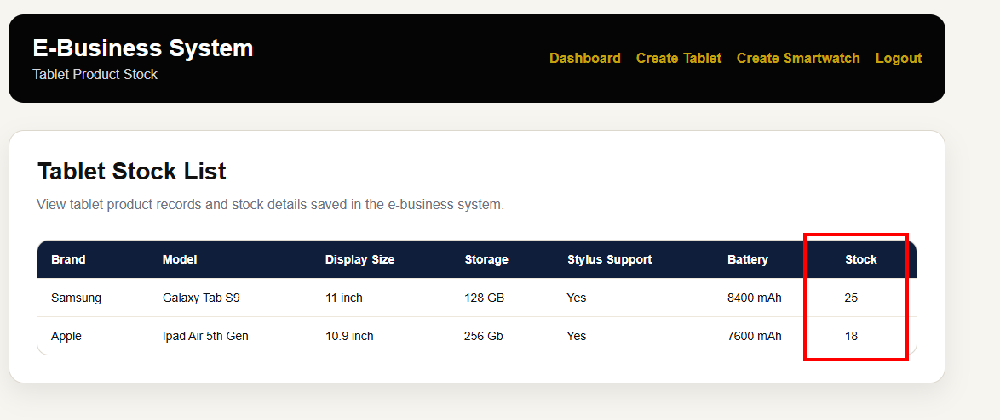 E-Business System
Tablet Product Stock
Dashboard Create Tablet Create Smartwatch Logout
Tablet Stock List
View tablet product records and stock details saved in the e-business system.
Brand Model Display Size Storage Stylus Support Battery Stock
Samsung Galaxy Tab S9 11 inch 128 GB Yes 8400 mAh 25
Apple Ipad Air 5th Gen 10.9 inch 256 Gb Yes 7600 mAh 18